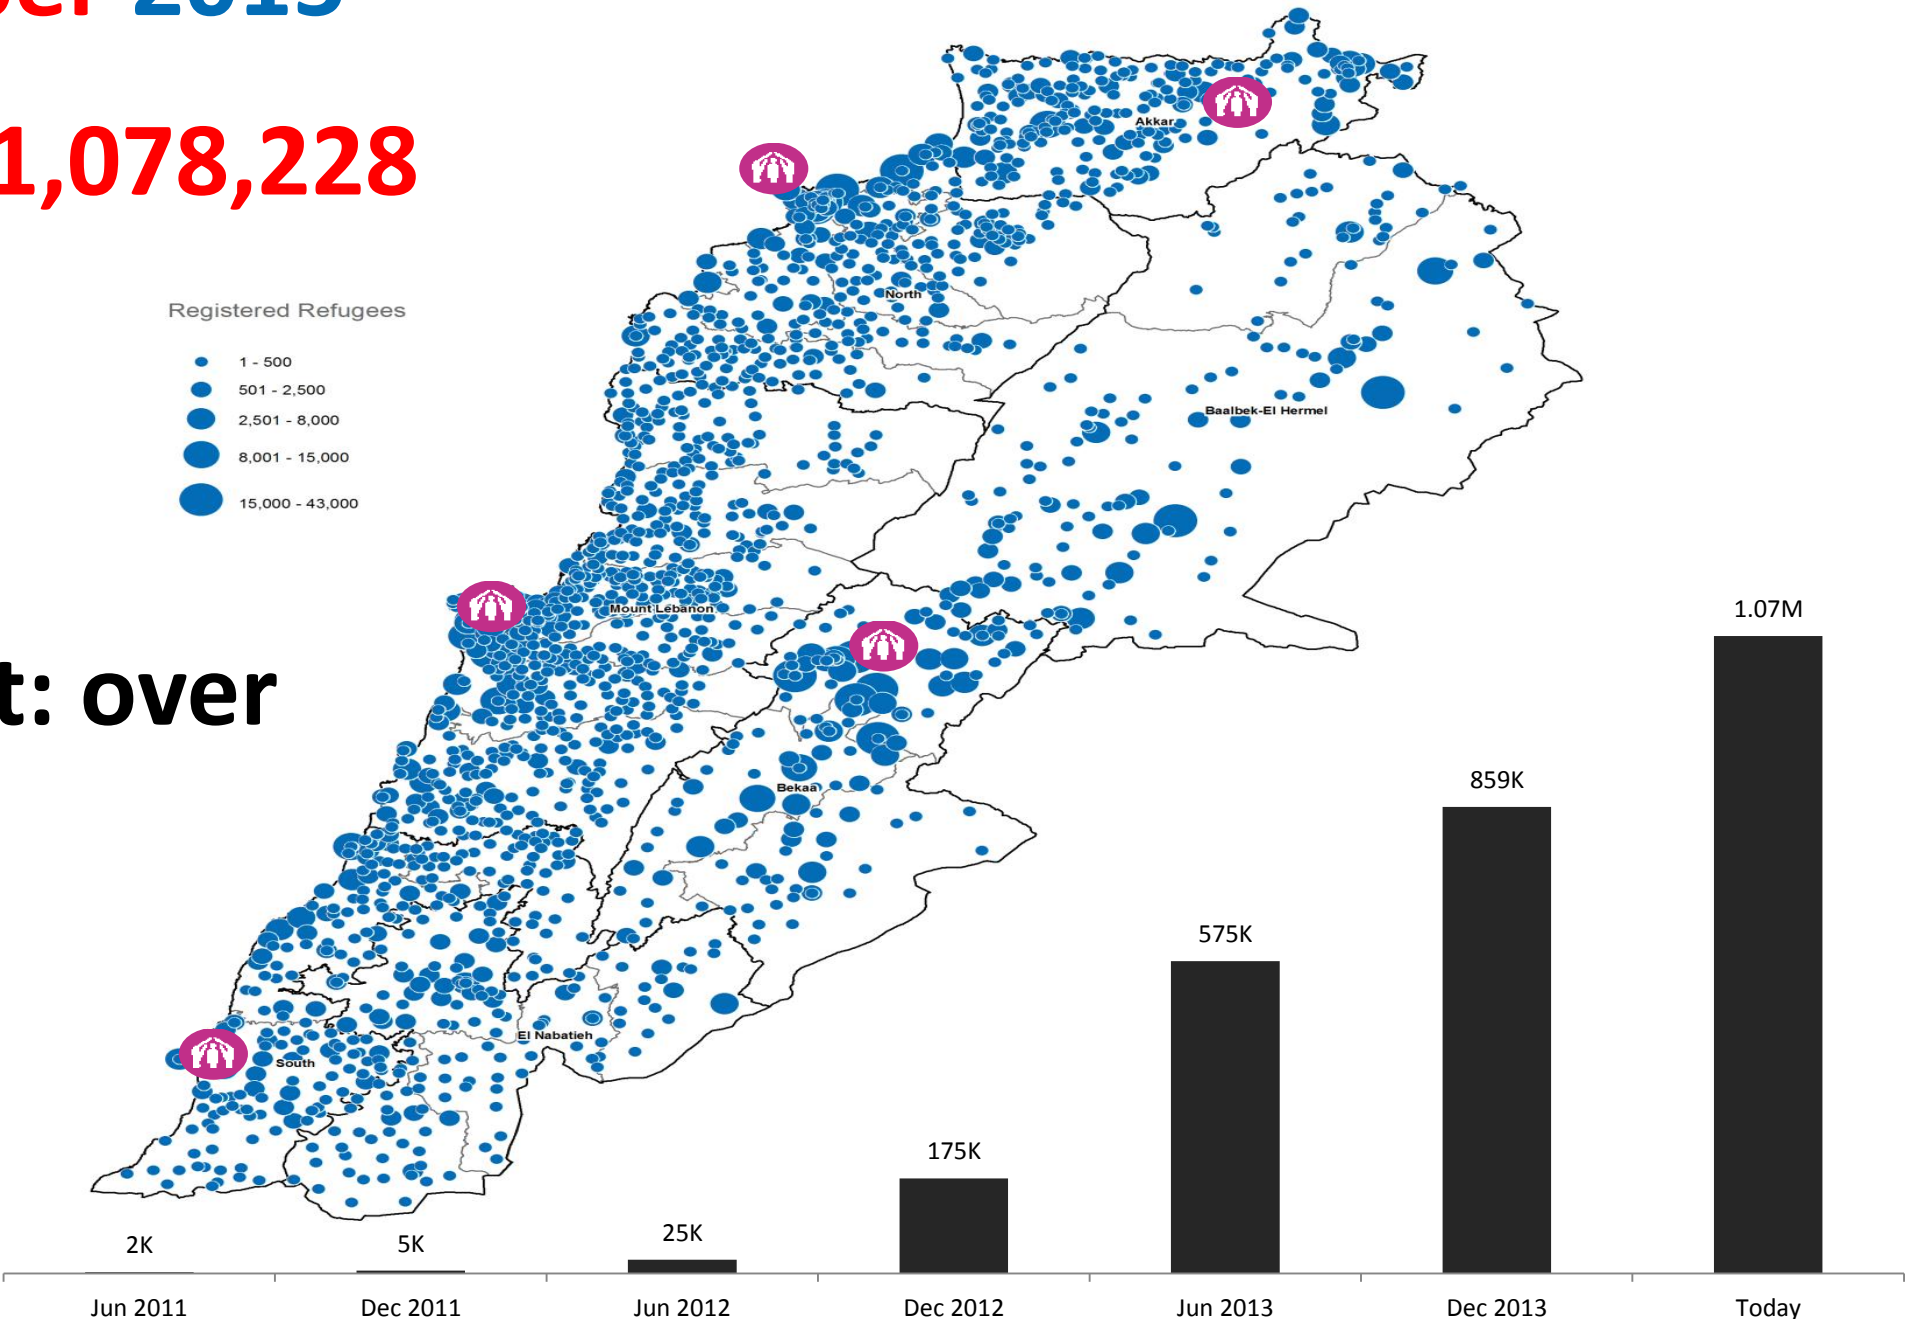 2015
1,078,228
Registered Refugees
1 - 500
501 - 2,500
2,501 - 8,000
8,001 - 15,000
15,000 - 43,000
t: over
Akkar
North
Baalbek-El Hermel
Mount Lebanon
Bekaa
El Nabatieh
South
2K
5K
25K
175K
575K
859K
1.07M
Jun 2011
Dec 2011
Jun 2012
Dec 2012
Jun 2013
Dec 2013
Today